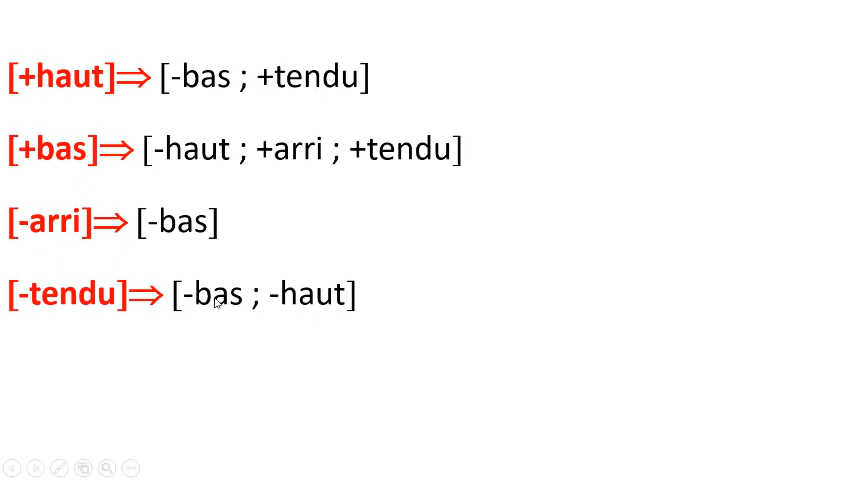 [+haut]⇒ [-bas ; +tendu]
[+bas]⇒ [-haut ; +arri ; +tendu]
[-arri]⇒ [-bas]
[-tendu]⇒ [-bas ; -haut]